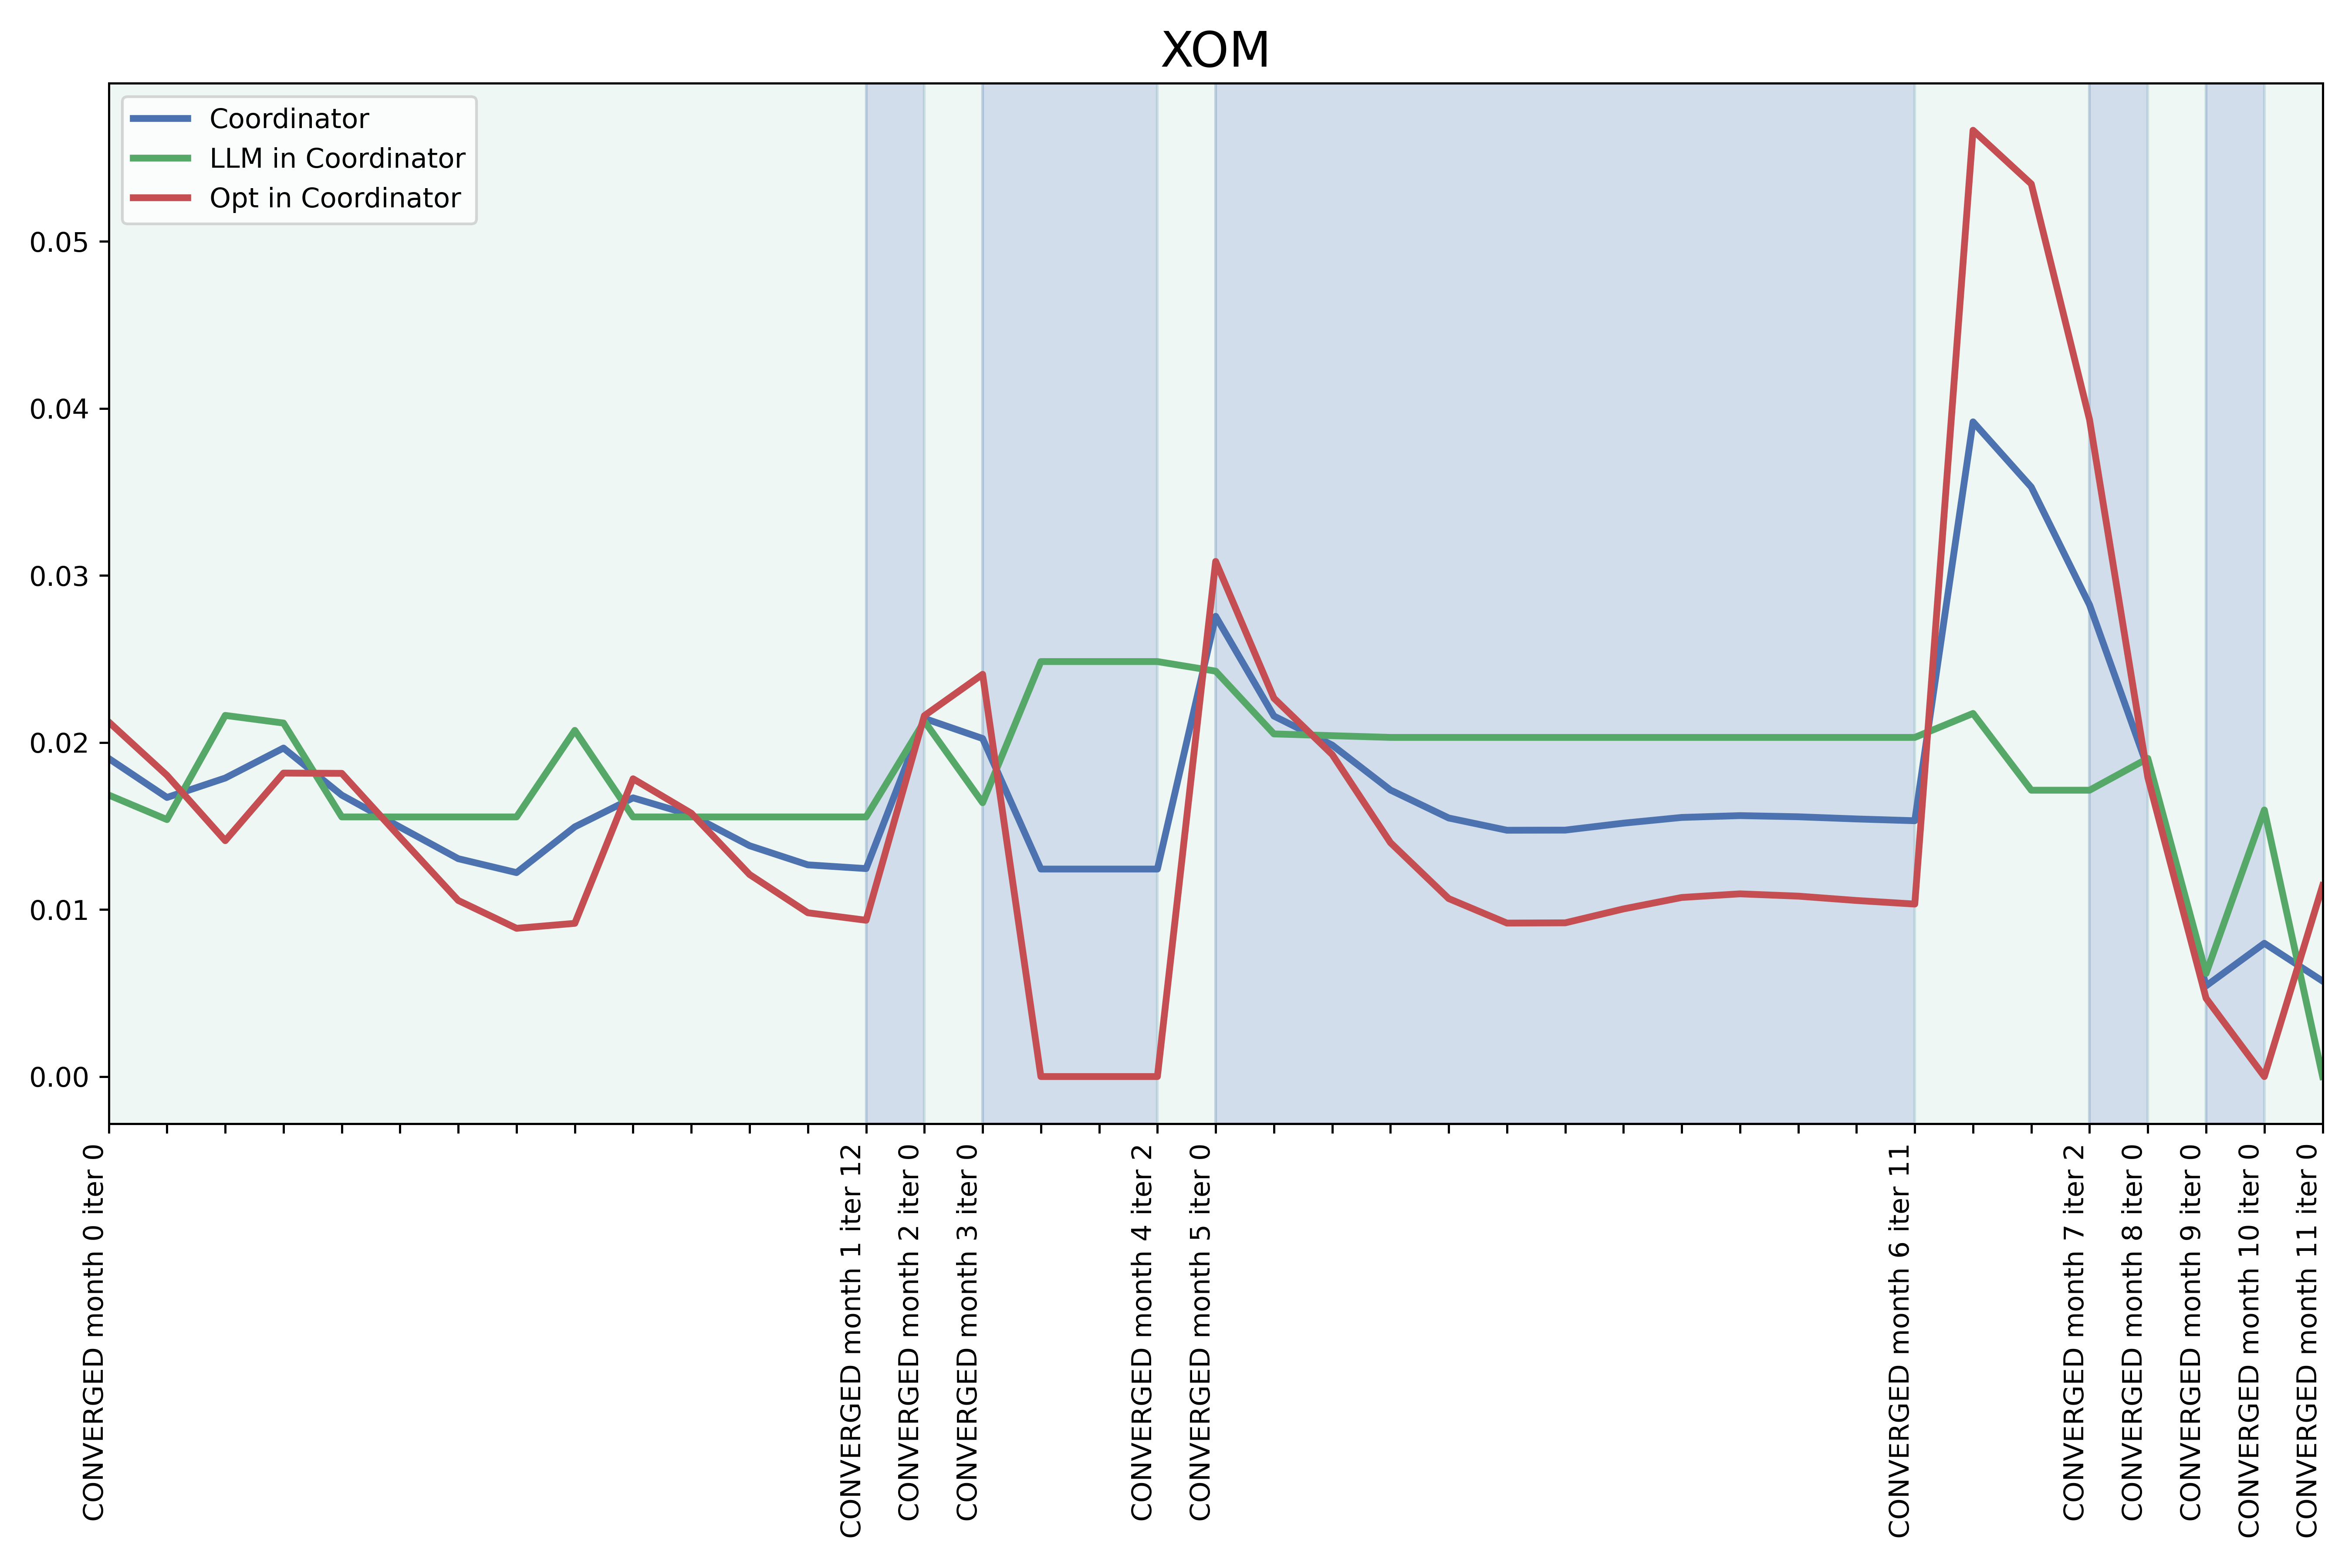 XOM
Coordinator
LLM in Coordinator
Opt in Coordinator
0.05
0.04
0.03
0.02
0.01
0.00
CONVERGED month 0 iter 0
CONVERGED month 1 iter 12
CONVERGED month 2 iter 0
CONVERGED month 3 iter 0
CONVERGED month 4 iter 2
CONVERGED month 5 iter 0
CONVERGED month 6 iter 11
CONVERGED month 7 iter 2
CONVERGED month 8 iter 0
CONVERGED month 9 iter 0
CONVERGED month 10 iter 0
CONVERGED month 11 iter 0